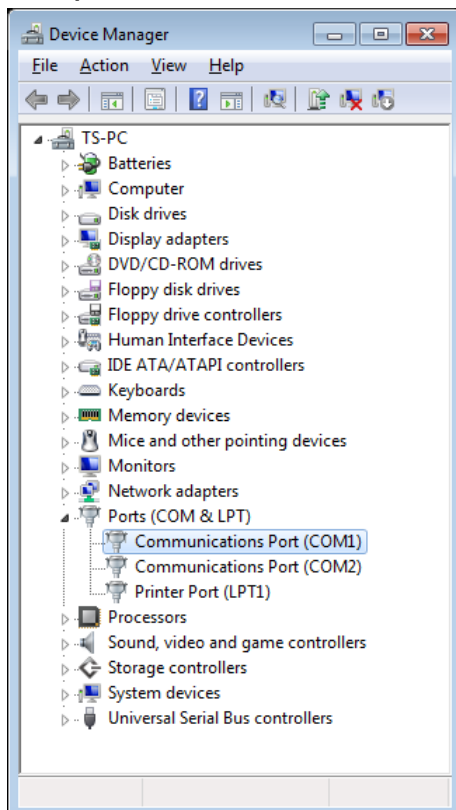 Device Manager
File Action View Help
TS-PC
Batteries
Computer
Disk drives
Display adapters
DVD/CD-ROM drives
Floppy disk drives
Floppy drive controllers
Human Interface Devices
IDE ATA/ATAPI controllers
Keyboards
Memory devices
Mice and other pointing devices
Monitors
Network adapters
Ports (COM & LPT)
Communications Port (COM1)
Communications Port (COM2)
Printer Port (LPT1)
Processors
Sound, video and game controllers
Storage controllers
System devices
Universal Serial Bus controllers